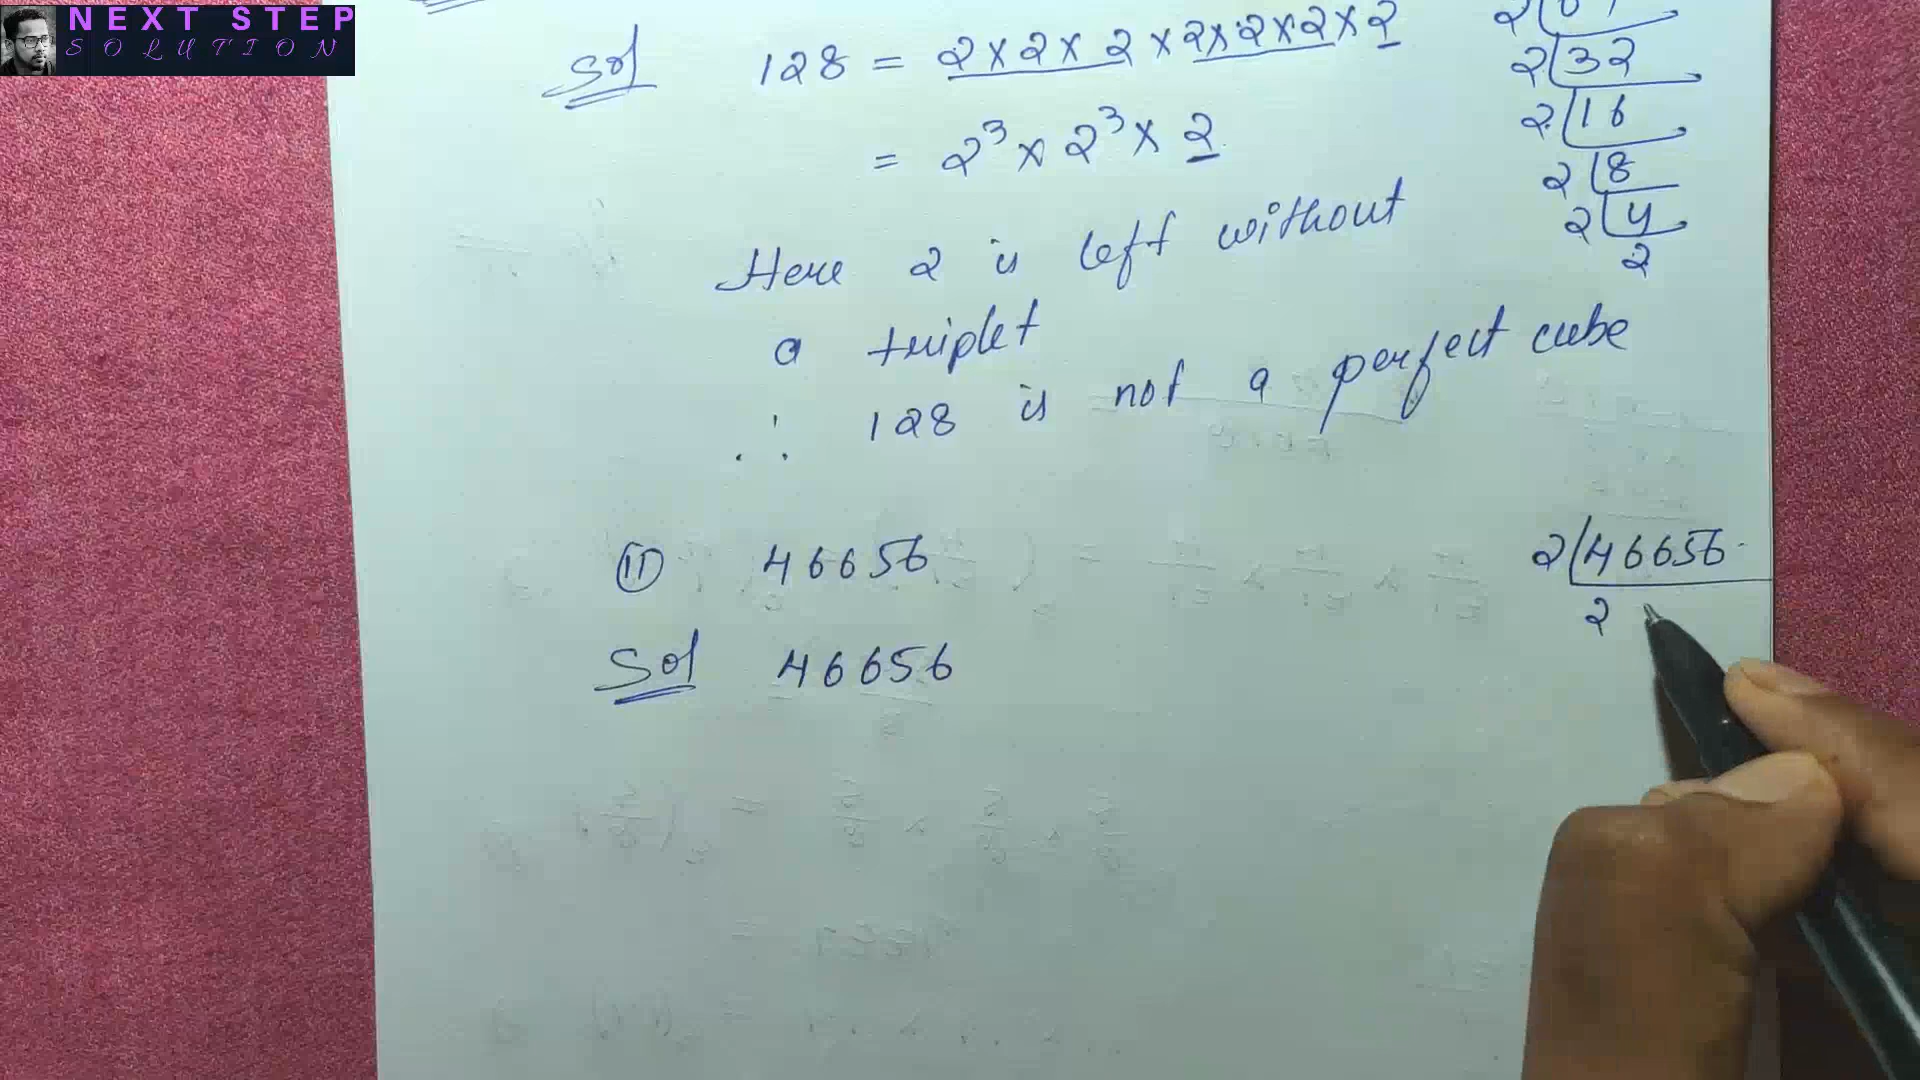 NEXT STEP
SOLUTION
Sol 128 = 2×2×2×2×2×2×2
= 2³×2³×2
Here 2 is left without
a triplet
∴ 128 is not a perfect cube
2 32
2 16
2 8
2 4
2
(ii) 46656
Sol 46656
2 46656
2